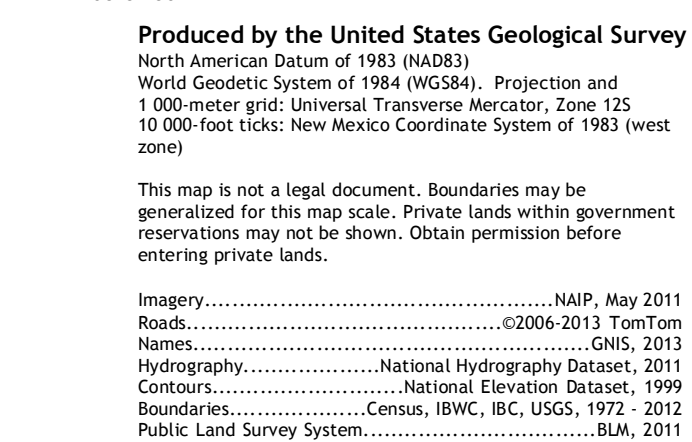 Produced by the United States Geological Survey
North American Datum of 1983 (NAD83)
World Geodetic System of 1984 (WGS84).  Projection and
1 000-meter grid: Universal Transverse Mercator, Zone 12S
10 000-foot ticks: New Mexico Coordinate System of 1983 (west
zone)
This map is not a legal document. Boundaries may be
generalized for this map scale. Private lands within government
reservations may not be shown. Obtain permission before
entering private lands.
Imagery.....................................................NAIP, May 2011
Roads..............................................©2006-2013 TomTom
Names...........................................................GNIS, 2013
Hydrography....................National Hydrography Dataset, 2011
Contours............................National Elevation Dataset, 1999
Boundaries....................Census, IBWC, IBC, USGS, 1972 - 2012
Public Land Survey System..................................BLM, 2011